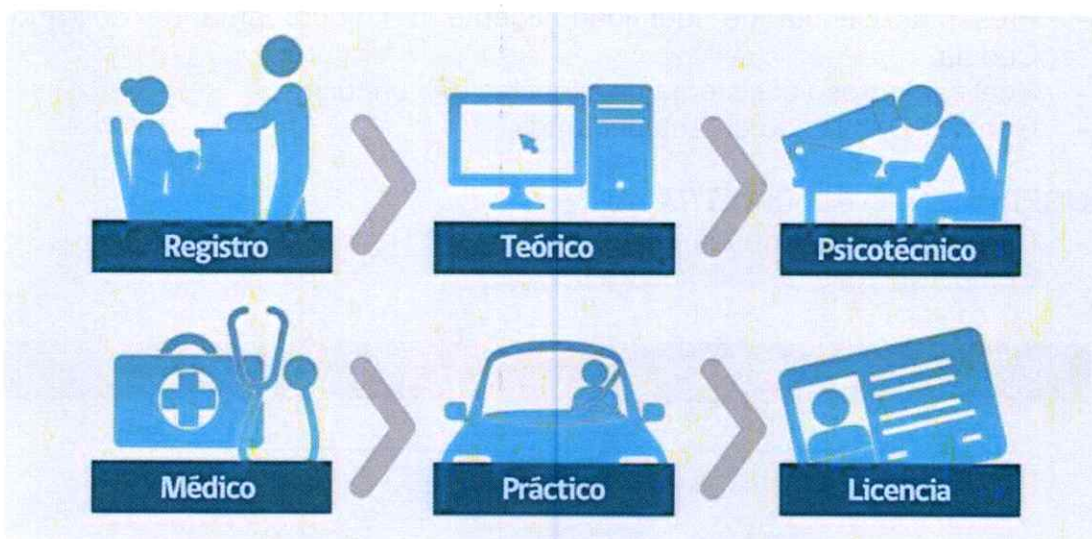 Registro
Teórico
Psicotécnico
Médico
Práctico
Licencia